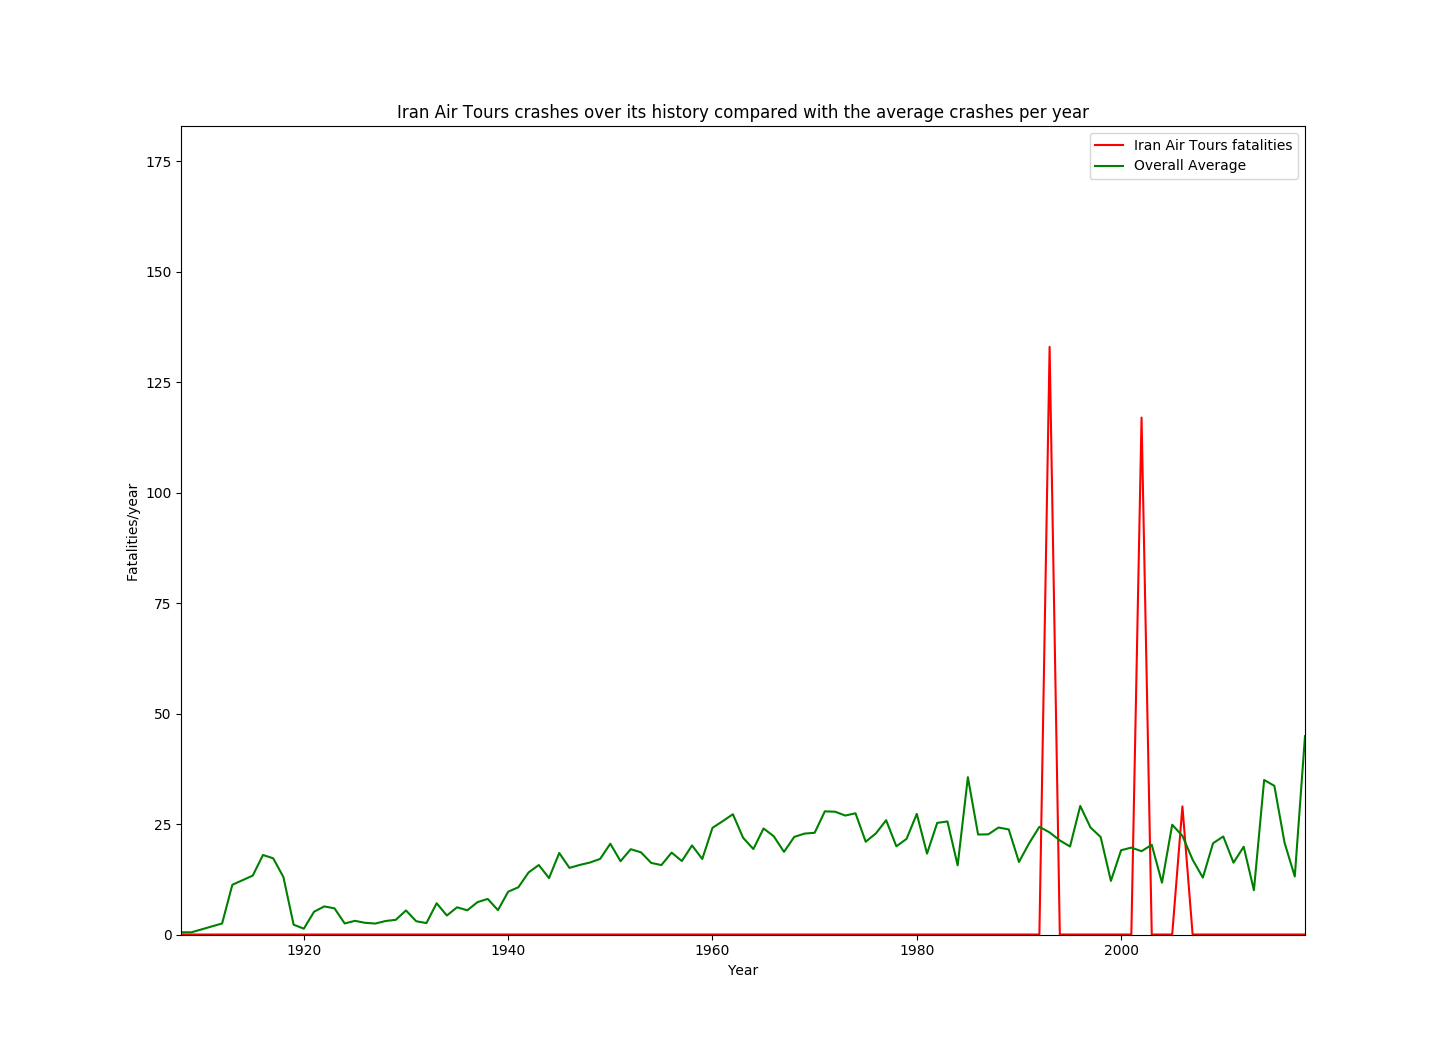 Iran Air Tours crashes over its history compared with the average crashes per year
Iran Air Tours fatalities
Overall Average
175
150
125
100
75
50
25
0
Fatalities/year
1920 1940 1960 1980 2000
Year